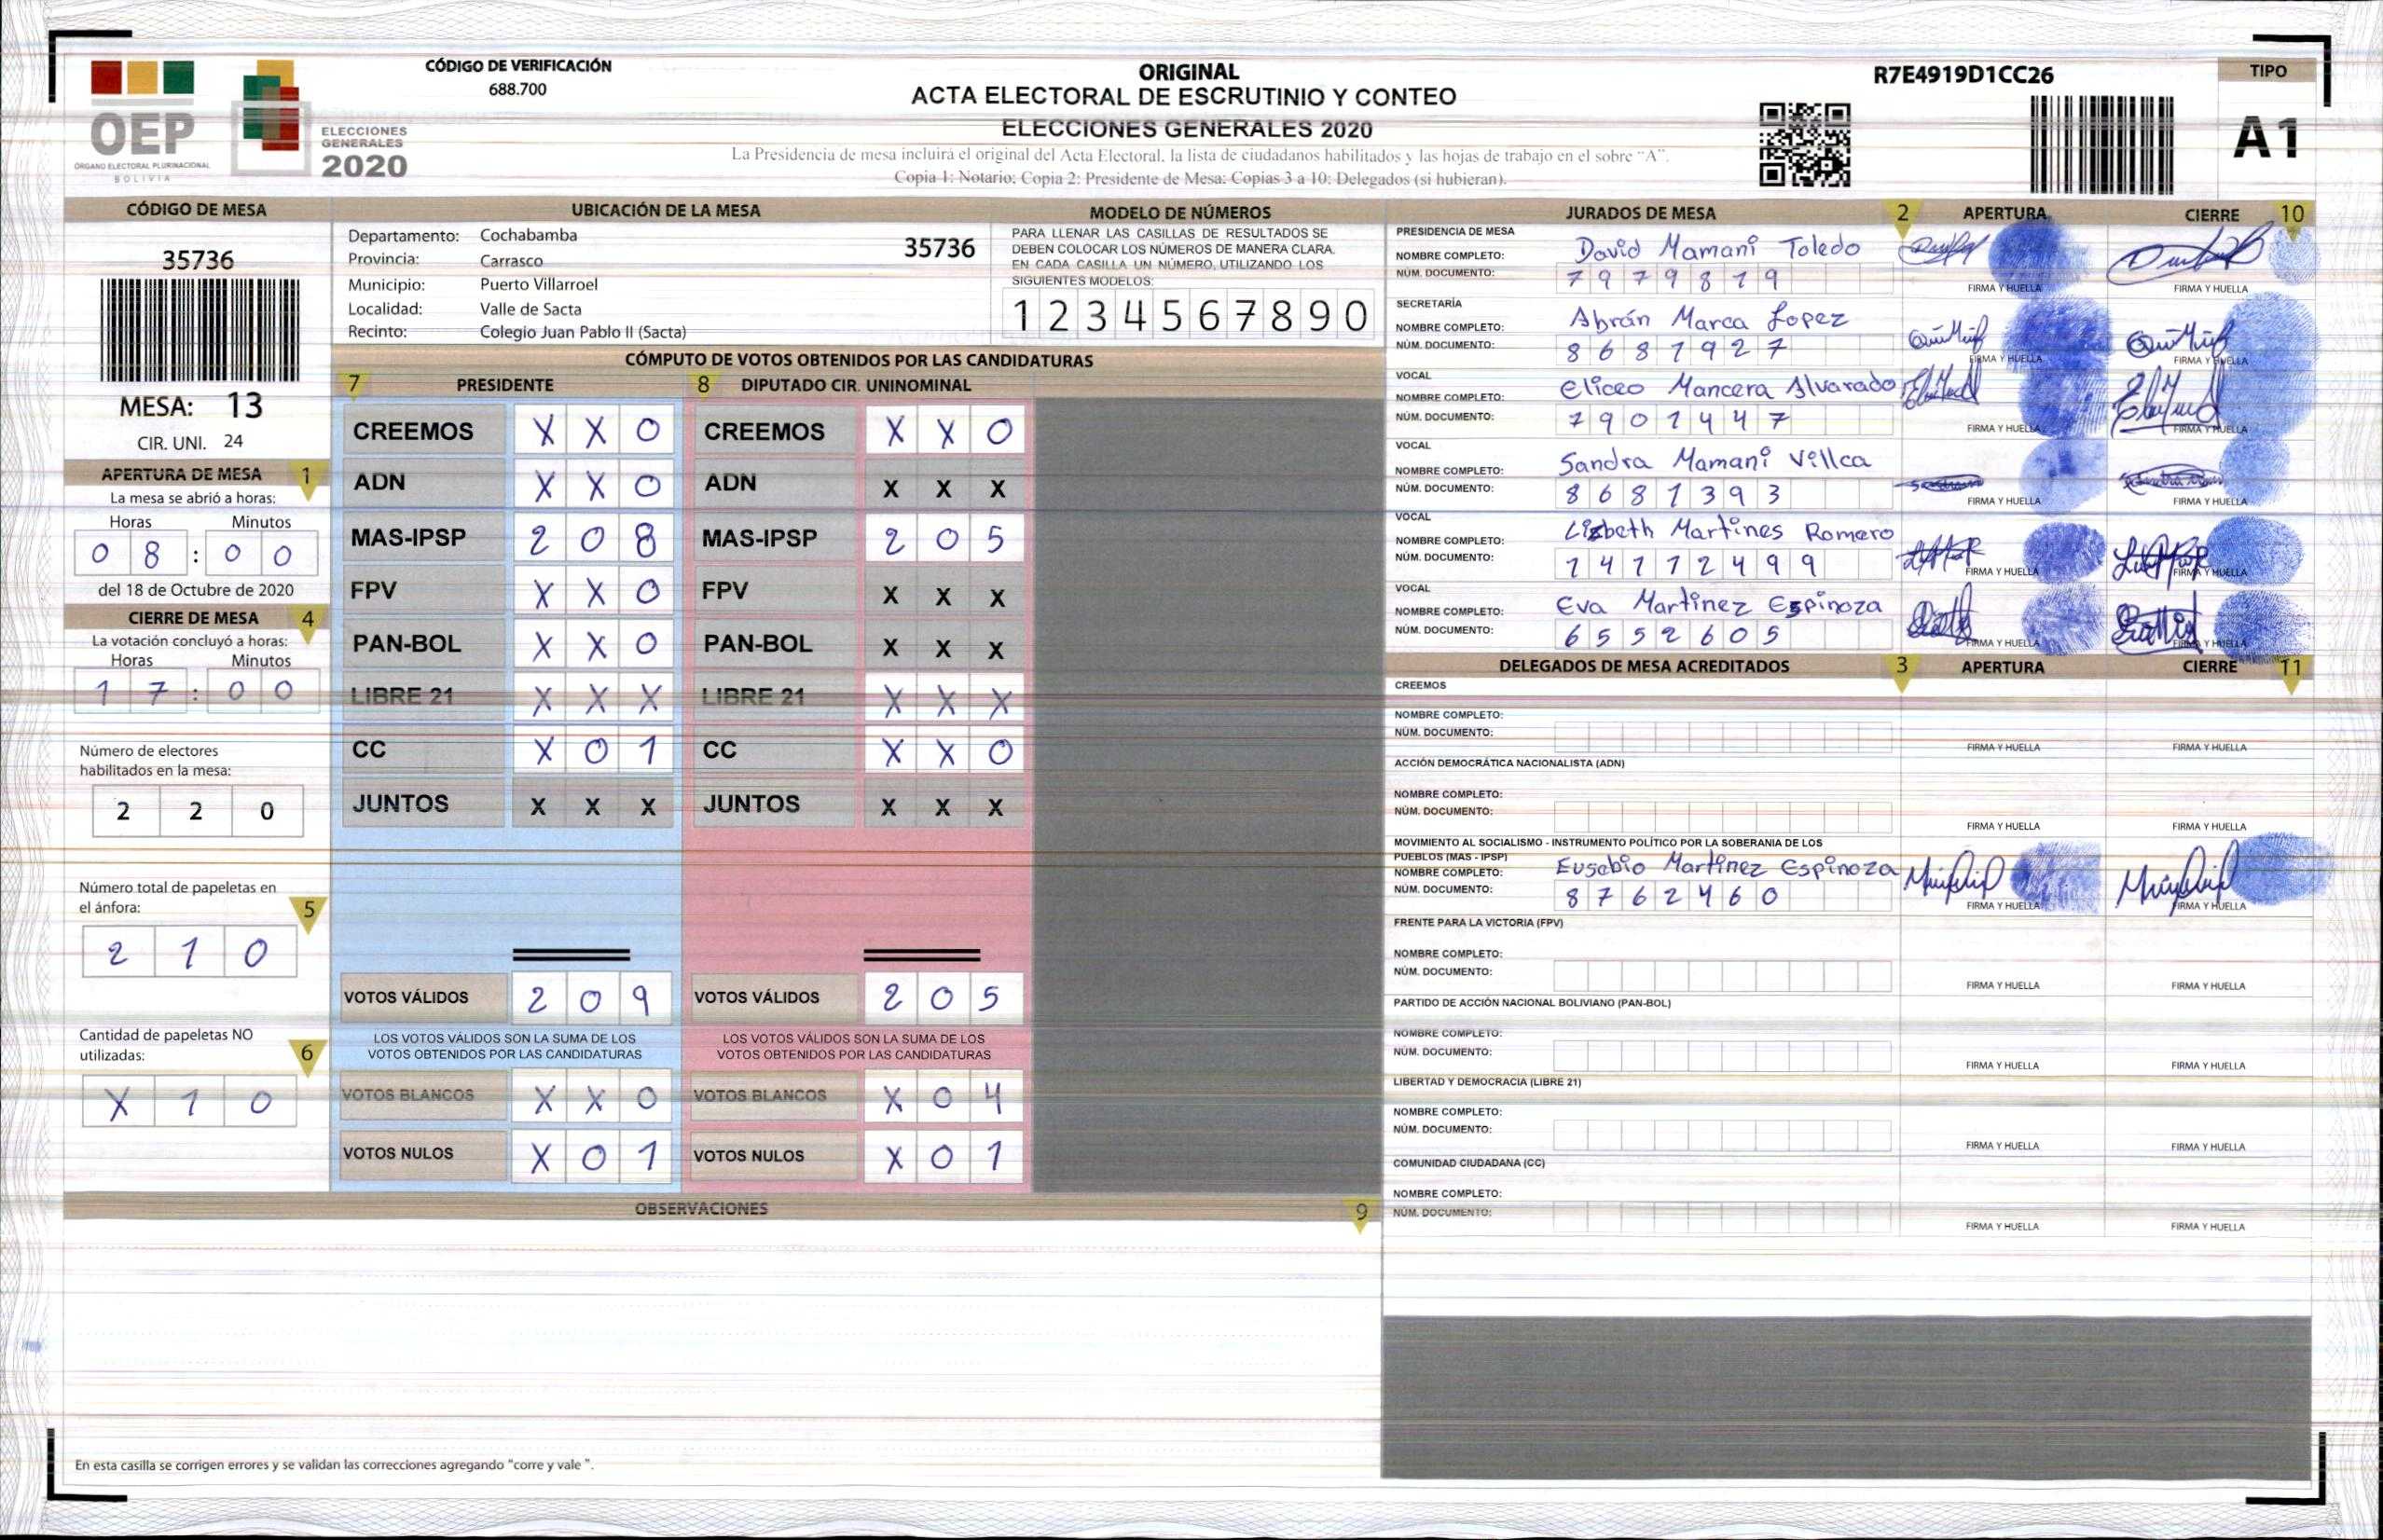 CÓDIGO DE VERIFICACIÓN
688.700
OEP
ÓRGANO ELECTORAL PLURINACIONAL
BOLIVIA
ELECCIONES
GENERALES
2020
ORIGINAL
ACTA ELECTORAL DE ESCRUTINIO Y CONTEO
ELECCIONES GENERALES 2020
La Presidencia de mesa incluirá el original del Acta Electoral, la lista de ciudadanos habilitados y las hojas de trabajo en el sobre "A".
Copia 1: Notario; Copia 2: Presidente de Mesa; Copias 3 a 10: Delegados (si hubieran).
R7E4919D1CC26
TIPO
A1
CÓDIGO DE MESA
35736
MESA: 13
CIR. UNI. 24
APERTURA DE MESA 1
La mesa se abrió a horas:
Horas Minutos
0 8 : 0 0
del 18 de Octubre de 2020
CIERRE DE MESA 4
La votación concluyó a horas:
Horas Minutos
1 7 : 0 0
Número de electores
habilitados en la mesa:
2 2 0
Número total de papeletas en
el ánfora:
5
2 1 0
Cantidad de papeletas NO
utilizadas:
6
X 1 0
UBICACIÓN DE LA MESA
Departamento: Cochabamba
Provincia: Carrasco
Municipio: Puerto Villarroel
Localidad: Valle de Sacta
Recinto: Colegio Juan Pablo II (Sacta)
35736
MODELO DE NÚMEROS
PARA LLENAR LAS CASILLAS DE RESULTADOS SE
DEBEN COLOCAR LOS NÚMEROS DE MANERA CLARA.
EN CADA CASILLA UN NÚMERO, UTILIZANDO LOS
SIGUIENTES MODELOS:
1 2 3 4 5 6 7 8 9 0
CÓMPUTO DE VOTOS OBTENIDOS POR LAS CANDIDATURAS
7 PRESIDENTE 8 DIPUTADO CIR. UNINOMINAL
CREEMOS X X 0 CREEMOS X X 0
ADN X X 0 ADN X X X
MAS-IPSP 2 0 8 MAS-IPSP 2 0 5
FPV X X 0 FPV X X X
PAN-BOL X X 0 PAN-BOL X X X
LIBRE 21 X X X LIBRE 21 X X X
CC X 0 1 CC X X 0
JUNTOS X X X JUNTOS X X X
VOTOS VÁLIDOS 2 0 9 VOTOS VÁLIDOS 2 0 5
LOS VOTOS VÁLIDOS SON LA SUMA DE LOS LOS VOTOS VÁLIDOS SON LA SUMA DE LOS
VOTOS OBTENIDOS POR LAS CANDIDATURAS VOTOS OBTENIDOS POR LAS CANDIDATURAS
VOTOS BLANCOS X X 0 VOTOS BLANCOS X 0 4
VOTOS NULOS X 0 1 VOTOS NULOS X 0 1
OBSERVACIONES 9
En esta casilla se corrigen errores y se validan las correcciones agregando "corre y vale ".
JURADOS DE MESA 2 APERTURA CIERRE 10
PRESIDENCIA DE MESA
NOMBRE COMPLETO: David Mamani Toledo
NÚM. DOCUMENTO: 7 9 7 9 8 1 9
FIRMA Y HUELLA FIRMA Y HUELLA
SECRETARÍA
NOMBRE COMPLETO: Abrán Marca Lopez
NÚM. DOCUMENTO: 8 6 8 1 9 2 7
FIRMA Y HUELLA FIRMA Y HUELLA
VOCAL
NOMBRE COMPLETO: Eliceo Mancera Alvarado
NÚM. DOCUMENTO: 7 9 0 1 4 4 7
FIRMA Y HUELLA FIRMA Y HUELLA
VOCAL
NOMBRE COMPLETO: Sandra Mamani Villca
NÚM. DOCUMENTO: 8 6 8 1 3 9 3
FIRMA Y HUELLA FIRMA Y HUELLA
VOCAL
NOMBRE COMPLETO: Lizbeth Martines Romero
NÚM. DOCUMENTO: 1 4 1 1 2 4 9 9
FIRMA Y HUELLA FIRMA Y HUELLA
VOCAL
NOMBRE COMPLETO: Eva Martinez Espinoza
NÚM. DOCUMENTO: 6 5 5 2 6 0 5
FIRMA Y HUELLA FIRMA Y HUELLA
DELEGADOS DE MESA ACREDITADOS 3 APERTURA CIERRE 11
CREEMOS
NOMBRE COMPLETO:
NÚM. DOCUMENTO:
FIRMA Y HUELLA FIRMA Y HUELLA
ACCIÓN DEMOCRÁTICA NACIONALISTA (ADN)
NOMBRE COMPLETO:
NÚM. DOCUMENTO:
FIRMA Y HUELLA FIRMA Y HUELLA
MOVIMIENTO AL SOCIALISMO - INSTRUMENTO POLÍTICO POR LA SOBERANIA DE LOS
PUEBLOS (MAS - IPSP)
NOMBRE COMPLETO: Eusebio Martinez Espinoza
NÚM. DOCUMENTO: 8 7 6 2 4 6 0
FIRMA Y HUELLA FIRMA Y HUELLA
FRENTE PARA LA VICTORIA (FPV)
NOMBRE COMPLETO:
NÚM. DOCUMENTO:
FIRMA Y HUELLA FIRMA Y HUELLA
PARTIDO DE ACCIÓN NACIONAL BOLIVIANO (PAN-BOL)
NOMBRE COMPLETO:
NÚM. DOCUMENTO:
FIRMA Y HUELLA FIRMA Y HUELLA
LIBERTAD Y DEMOCRACIA (LIBRE 21)
NOMBRE COMPLETO:
NÚM. DOCUMENTO:
FIRMA Y HUELLA FIRMA Y HUELLA
COMUNIDAD CIUDADANA (CC)
NOMBRE COMPLETO:
NÚM. DOCUMENTO:
FIRMA Y HUELLA FIRMA Y HUELLA